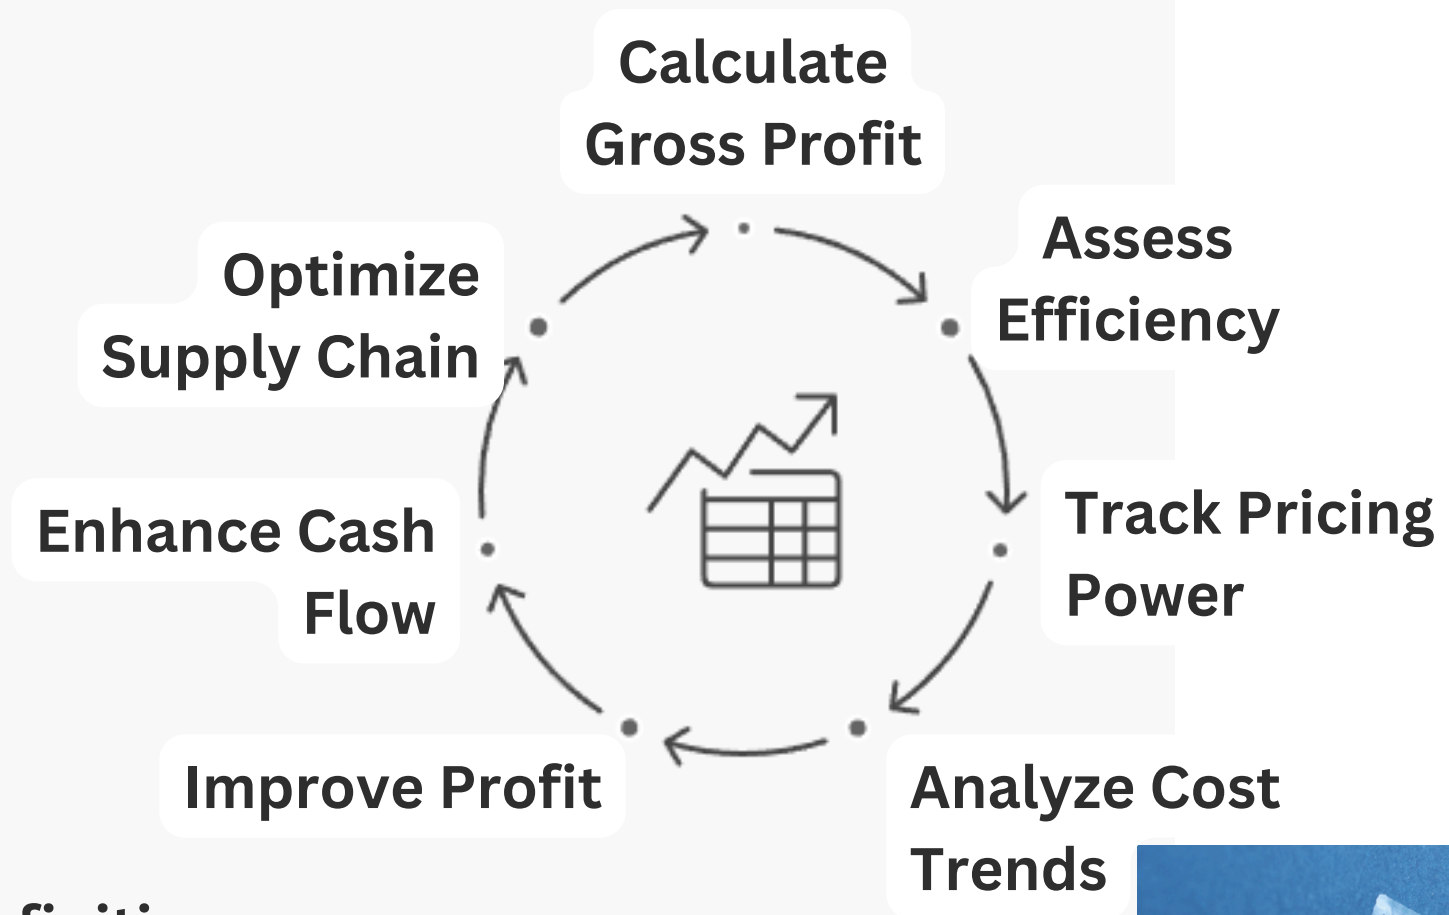 Calculate
Gross Profit
Assess
Efficiency
Track Pricing
Power
Analyze Cost
Trends
Improve Profit
Enhance Cash
Flow
Optimize
Supply Chain